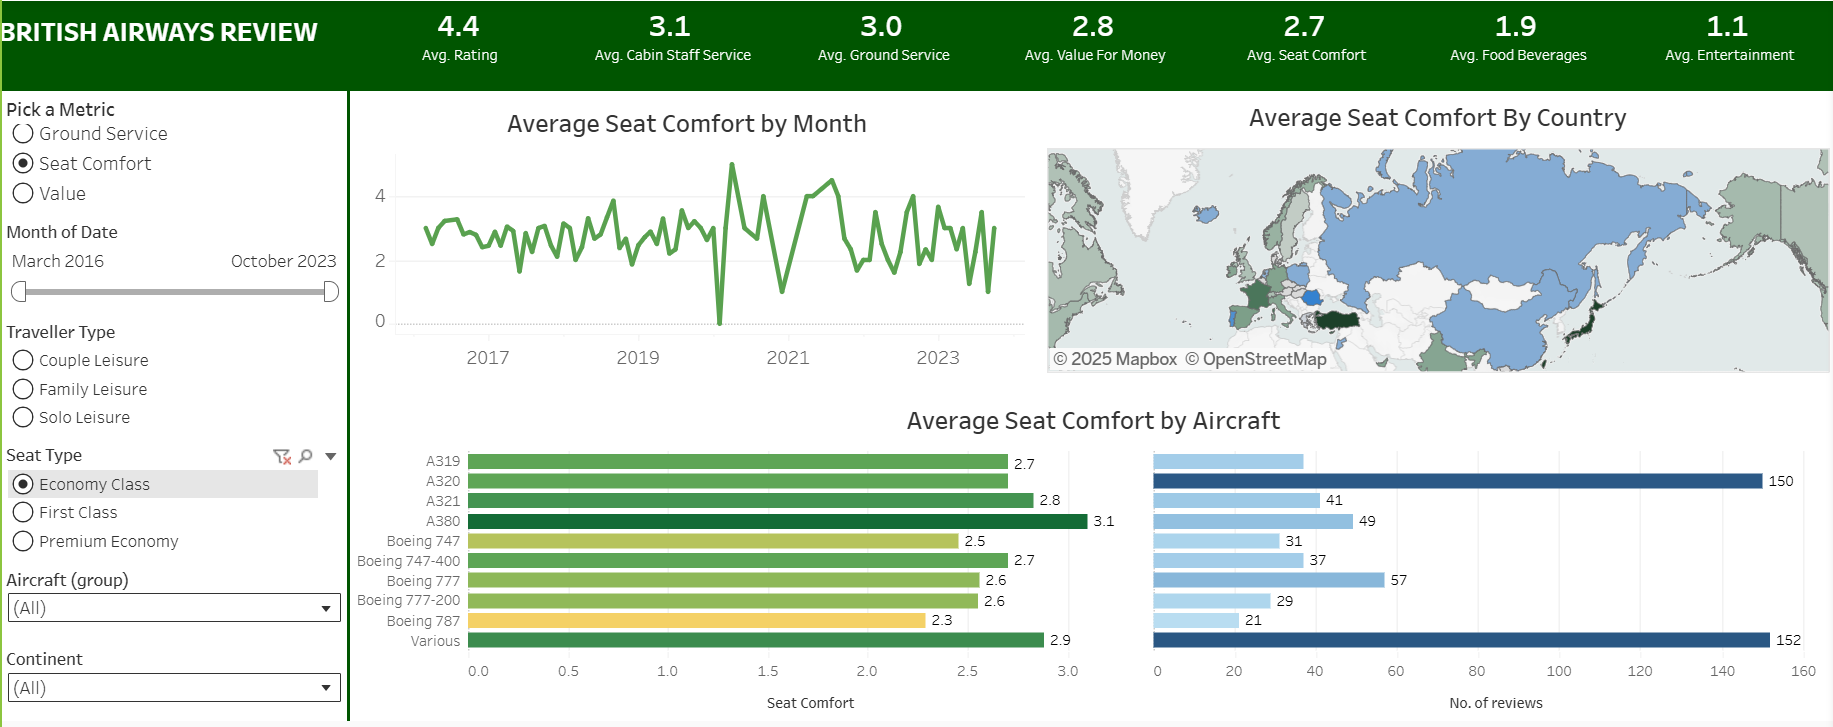 BRITISH AIRWAYS REVIEW
4.4
Avg. Rating
3.1
Avg. Cabin Staff Service
3.0
Avg. Ground Service
2.8
Avg. Value For Money
2.7
Avg. Seat Comfort
1.9
Avg. Food Beverages
1.1
Avg. Entertainment
Pick a Metric
Ground Service
Seat Comfort
Value
Month of Date
March 2016 October 2023
Traveller Type
Couple Leisure
Family Leisure
Solo Leisure
Seat Type
Economy Class
First Class
Premium Economy
Aircraft (group)
(All)
Continent
(All)
Average Seat Comfort by Month
4
2
0
2017 2019 2021 2023
Average Seat Comfort By Country
© 2025 Mapbox © OpenStreetMap
Average Seat Comfort by Aircraft
A319 2.7
A320 150
A321 2.8 41
A380 3.1 49
Boeing 747 2.5 31
Boeing 747-400 2.7 37
Boeing 777 2.6 57
Boeing 777-200 2.6 29
Boeing 787 2.3 21
Various 2.9 152
0.0 0.5 1.0 1.5 2.0 2.5 3.0
Seat Comfort
0 20 40 60 80 100 120 140 160
No. of reviews